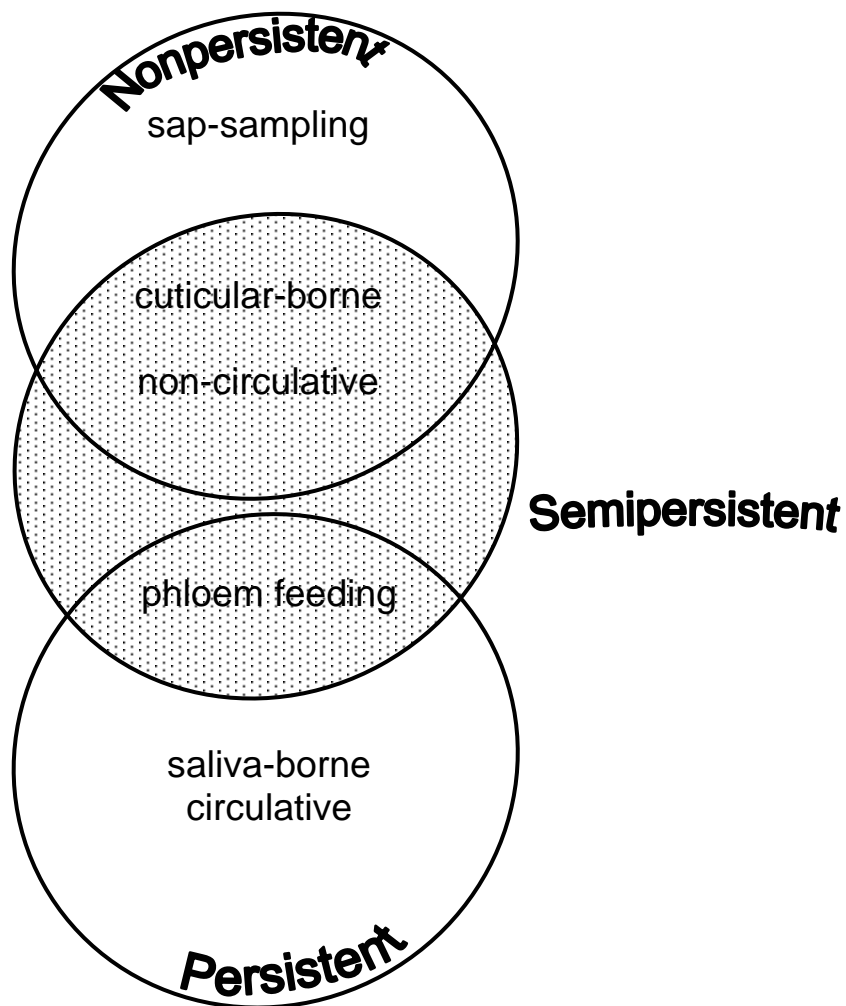 Nonpersistent
sap-sampling
cuticular-borne
non-circulative
Semipersistent
phloem feeding
saliva-borne
circulative
Persistent